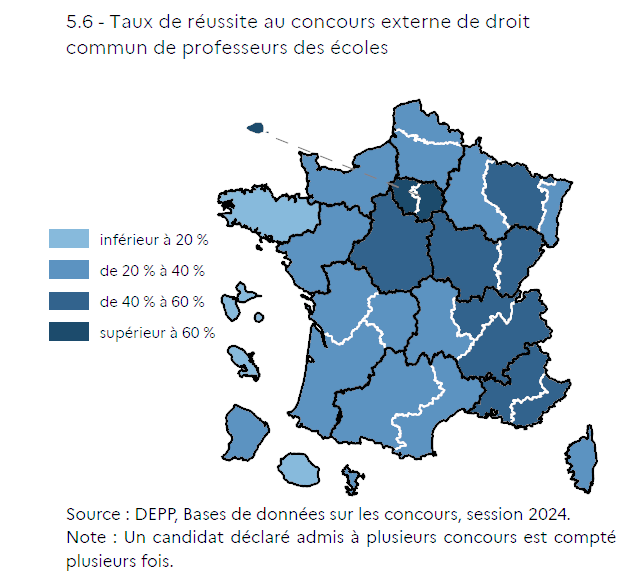 5.6 - Taux de réussite au concours externe de droit
commun de professeurs des écoles
inférieur à 20 %
de 20 % à 40 %
de 40 % à 60 %
supérieur à 60 %
Source : DEPP, Bases de données sur les concours, session 2024.
Note : Un candidat déclaré admis à plusieurs concours est compté
plusieurs fois.